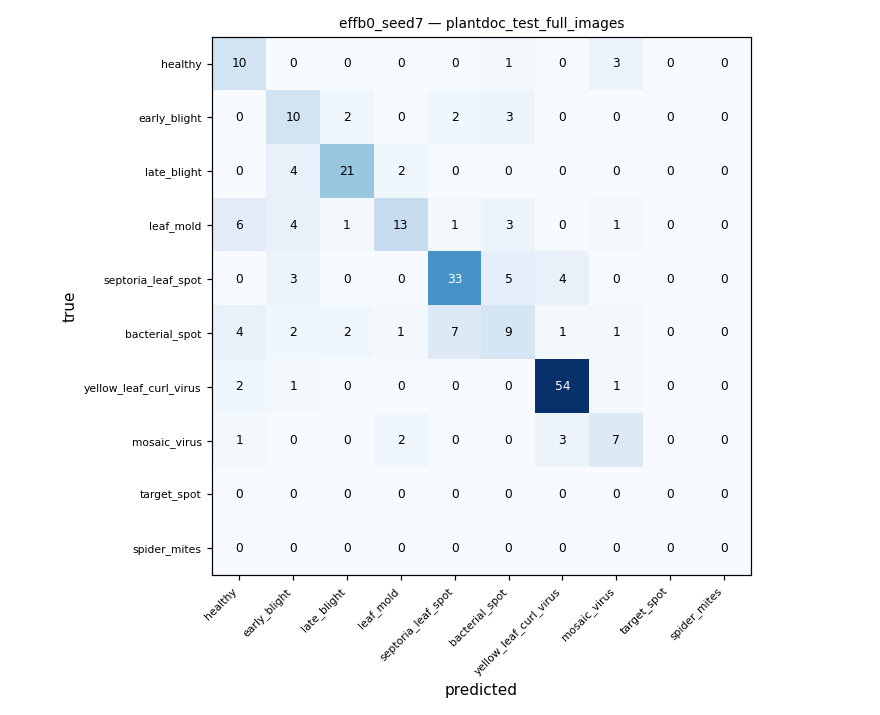 effb0_seed7 — plantdoc_test_full_images
healthy 10 0 0 0 0 1 0 3 0 0
early_blight 0 10 2 0 2 3 0 0 0 0
late_blight 0 4 21 2 0 0 0 0 0 0
leaf_mold 6 4 1 13 1 3 0 1 0 0
septoria_leaf_spot 0 3 0 0 33 5 4 0 0 0
bacterial_spot 4 2 2 1 7 9 1 1 0 0
yellow_leaf_curl_virus 2 1 0 0 0 0 54 1 0 0
mosaic_virus 1 0 0 2 0 0 3 7 0 0
target_spot 0 0 0 0 0 0 0 0 0 0
spider_mites 0 0 0 0 0 0 0 0 0 0
true
healthy early_blight late_blight leaf_mold septoria_leaf_spot bacterial_spot yellow_leaf_curl_virus mosaic_virus target_spot spider_mites
predicted